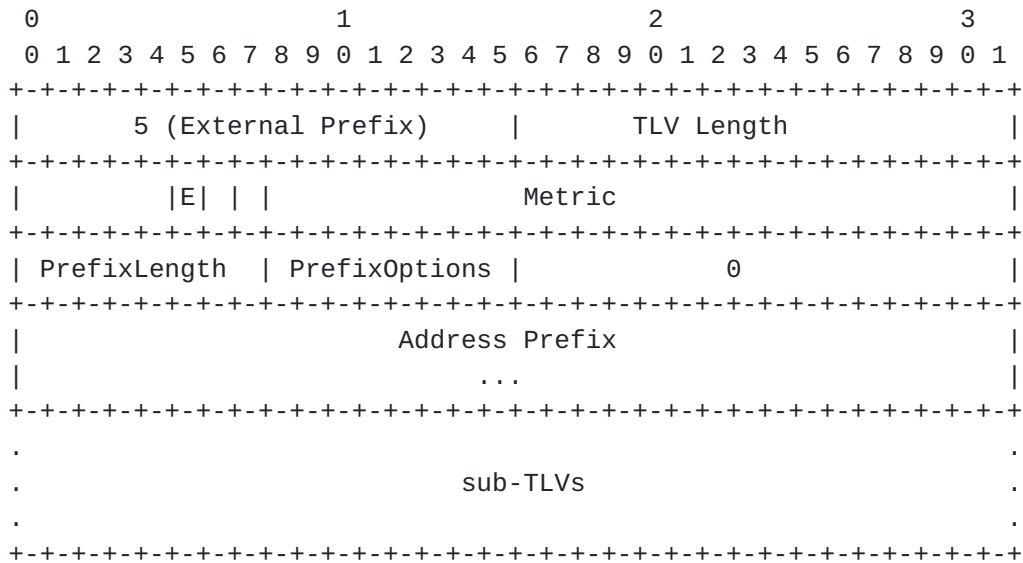 0                   1                   2                   3
 0 1 2 3 4 5 6 7 8 9 0 1 2 3 4 5 6 7 8 9 0 1 2 3 4 5 6 7 8 9 0 1
+-+-+-+-+-+-+-+-+-+-+-+-+-+-+-+-+-+-+-+-+-+-+-+-+-+-+-+-+-+-+-+-+
|       5 (External Prefix)     |       TLV Length              |
+-+-+-+-+-+-+-+-+-+-+-+-+-+-+-+-+-+-+-+-+-+-+-+-+-+-+-+-+-+-+-+-+
|         |E| | |                Metric                         |
+-+-+-+-+-+-+-+-+-+-+-+-+-+-+-+-+-+-+-+-+-+-+-+-+-+-+-+-+-+-+-+-+
| PrefixLength  | PrefixOptions |             0                 |
+-+-+-+-+-+-+-+-+-+-+-+-+-+-+-+-+-+-+-+-+-+-+-+-+-+-+-+-+-+-+-+-+
|                        Address Prefix                         |
|                             ...                               |
+-+-+-+-+-+-+-+-+-+-+-+-+-+-+-+-+-+-+-+-+-+-+-+-+-+-+-+-+-+-+-+-+
.                                                               .
.                            sub-TLVs                           .
.                                                               .
+-+-+-+-+-+-+-+-+-+-+-+-+-+-+-+-+-+-+-+-+-+-+-+-+-+-+-+-+-+-+-+-+